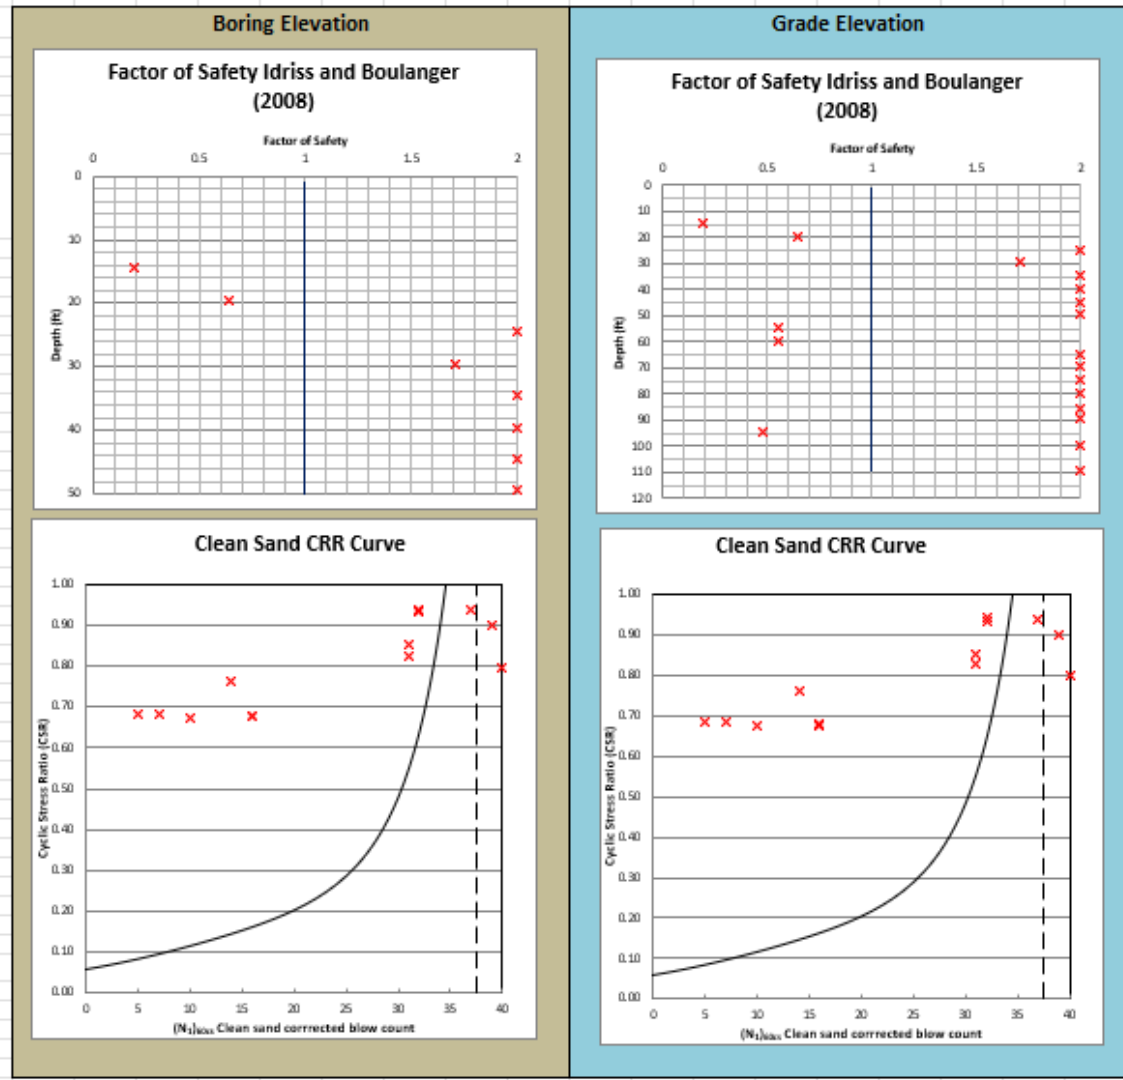 Boring Elevation
Factor of Safety Idriss and Boulanger
(2008)
Factor of Safety
0 0.5 1 1.5 2
0
10
20
30
40
50
Depth (ft)
Clean Sand CRR Curve
1.00
0.90
0.80
0.70
0.60
0.50
0.40
0.30
0.20
0.10
0.00
Cyclic Stress Ratio (CSR)
0 5 10 15 20 25 30 35 40
(N₁)₆₀cs Clean sand corrrected blow count
Grade Elevation
Factor of Safety Idriss and Boulanger
(2008)
Factor of Safety
0 0.5 1 1.5 2
0
10
20
30
40
50
60
70
80
90
100
110
120
Depth (ft)
Clean Sand CRR Curve
1.00
0.90
0.80
0.70
0.60
0.50
0.40
0.30
0.20
0.10
0.00
Cyclic Stress Ratio (CSR)
0 5 10 15 20 25 30 35 40
(N₁)₆₀cs Clean sand corrrected blow count